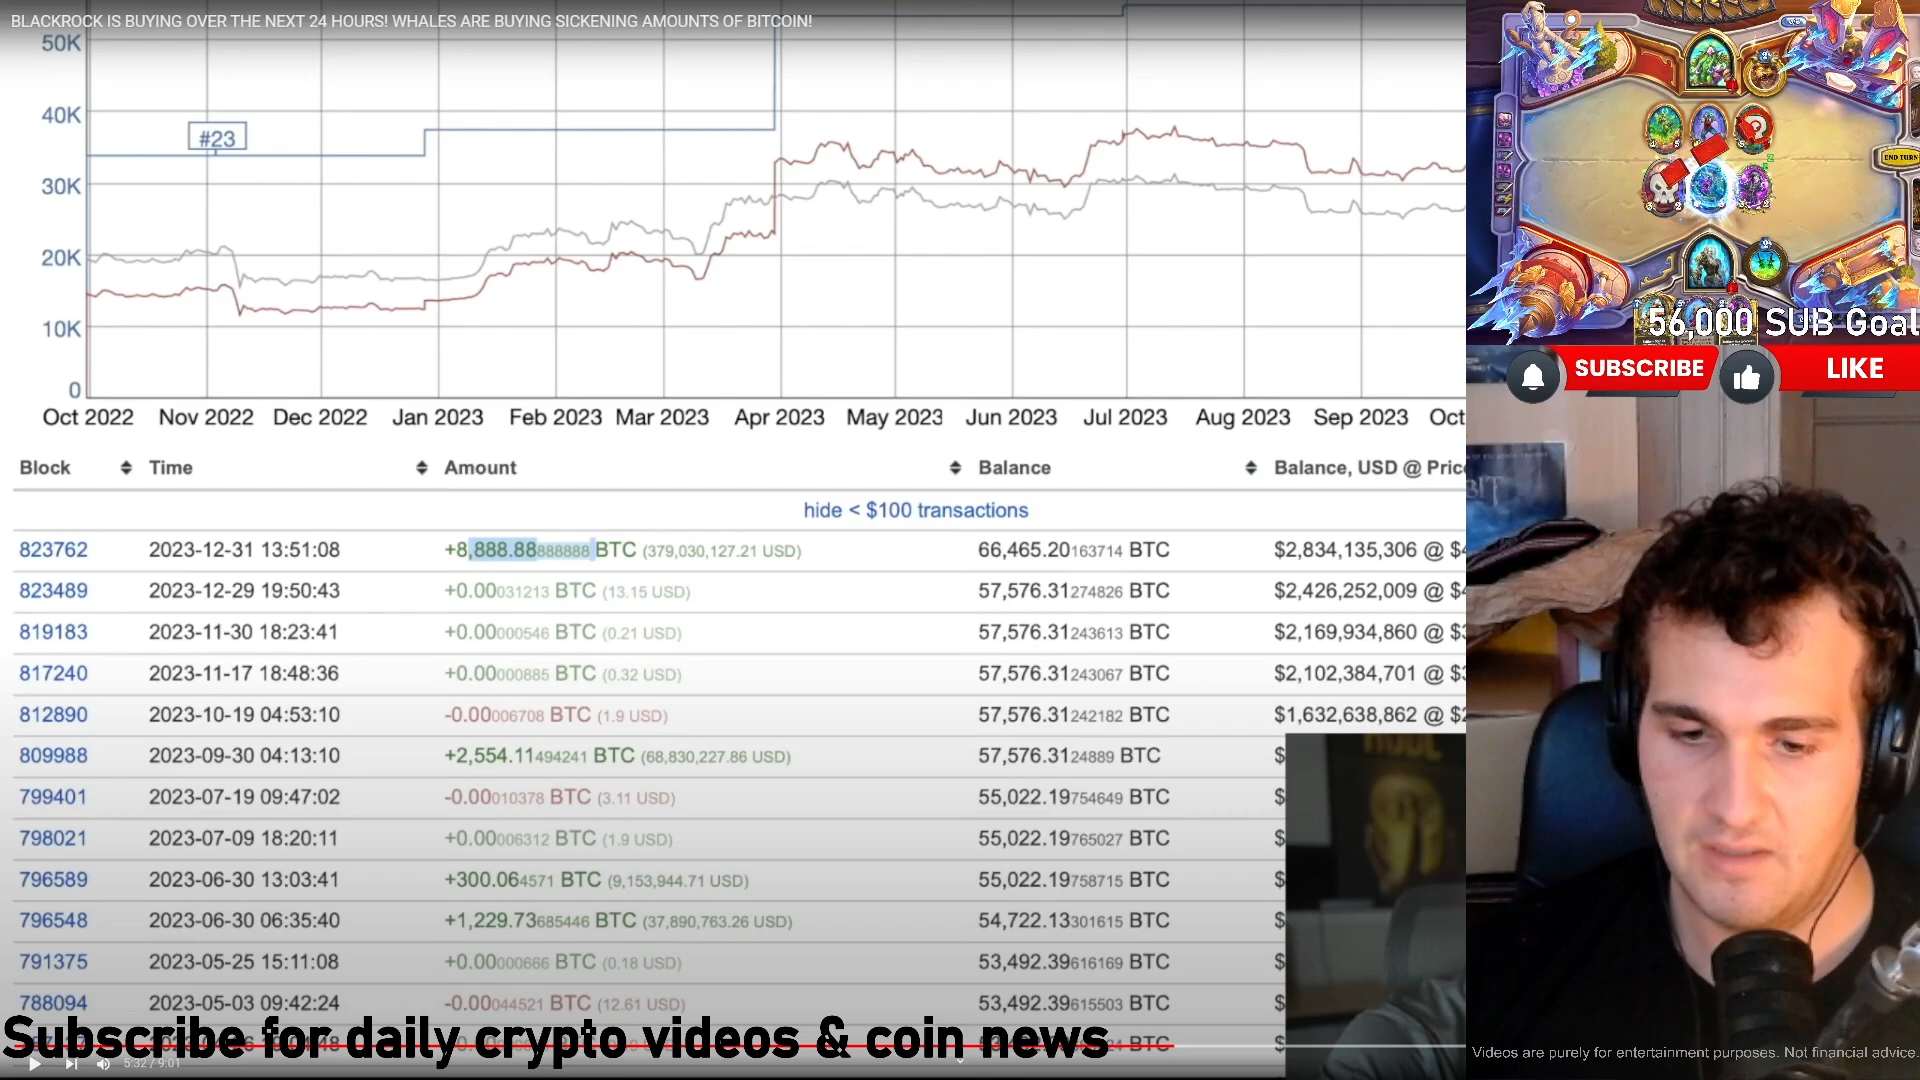 BLACKROCK IS BUYING OVER THE NEXT 24 HOURS! WHALES ARE BUYING SICKENING AMOUNTS OF BITCOIN!
50K
40K
#23
30K
20K
10K
0
Oct 2022 Nov 2022 Dec 2022 Jan 2023 Feb 2023 Mar 2023 Apr 2023 May 2023 Jun 2023 Jul 2023 Aug 2023 Sep 2023 Oct
Block Time Amount Balance Balance, USD @ Pric
hide < $100 transactions
823762 2023-12-31 13:51:08 +8,888.88888888 BTC (379,030,127.21 USD) 66,465.20163714 BTC $2,834,135,306 @ $4
823489 2023-12-29 19:50:43 +0.00031213 BTC (13.15 USD) 57,576.31274826 BTC $2,426,252,009 @ $4
819183 2023-11-30 18:23:41 +0.00000546 BTC (0.21 USD) 57,576.31243613 BTC $2,169,934,860 @ $3
817240 2023-11-17 18:48:36 +0.00000885 BTC (0.32 USD) 57,576.31243067 BTC $2,102,384,701 @ $3
812890 2023-10-19 04:53:10 -0.00006708 BTC (1.9 USD) 57,576.31242182 BTC $1,632,638,862 @ $2
809988 2023-09-30 04:13:10 +2,554.11494241 BTC (68,830,227.86 USD) 57,576.3124889 BTC $
799401 2023-07-19 09:47:02 -0.00010378 BTC (3.11 USD) 55,022.19754649 BTC $
798021 2023-07-09 18:20:11 +0.00006312 BTC (1.9 USD) 55,022.19765027 BTC $
796589 2023-06-30 13:03:41 +300.064571 BTC (9,153,944.71 USD) 55,022.19758715 BTC $
796548 2023-06-30 06:35:40 +1,229.73685446 BTC (37,890,763.26 USD) 54,722.13301615 BTC $
791375 2023-05-25 15:11:08 +0.00000666 BTC (0.18 USD) 53,492.39616169 BTC $
788094 2023-05-03 09:42:24 -0.00044521 BTC (12.61 USD) 53,492.39615503 BTC $
Subscribe for daily crypto videos & coin news
5:32 / 9:01
END TURN
56,000 SUB Goal
SUBSCRIBE
LIKE
Videos are purely for entertainment purposes. Not financial advice.